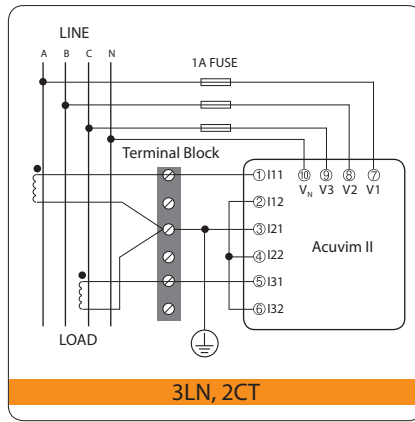 LINE
A B C N
1A FUSE
Terminal Block
① I11 ⑩ ⑨ ⑧ ⑦
② I12 VN V3 V2 V1
③ I21
Acuvim II
④ I22
⑤ I31
⑥ I32
LOAD
3LN, 2CT